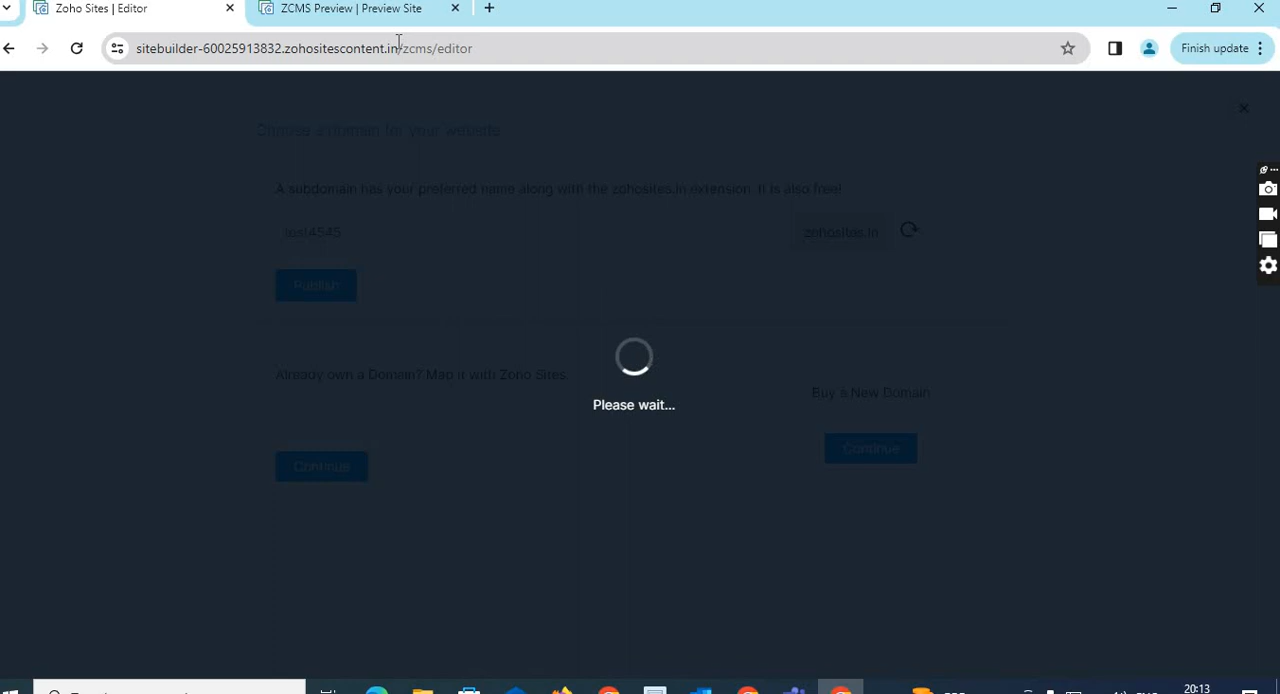 Zoho Sites | Editor
ZCMS Preview | Preview Site
sitebuilder-60025913832.zohositescontent.in/zcms/editor
Finish update
Choose a domain for your website
A subdomain has your preferred name along with the zohosites.in extension. It is also free!
test4545
zohosites.in
Publish
Already own a Domain? Map it with Zoho Sites.
Buy a New Domain
Continue
Continue
Please wait...
20:13